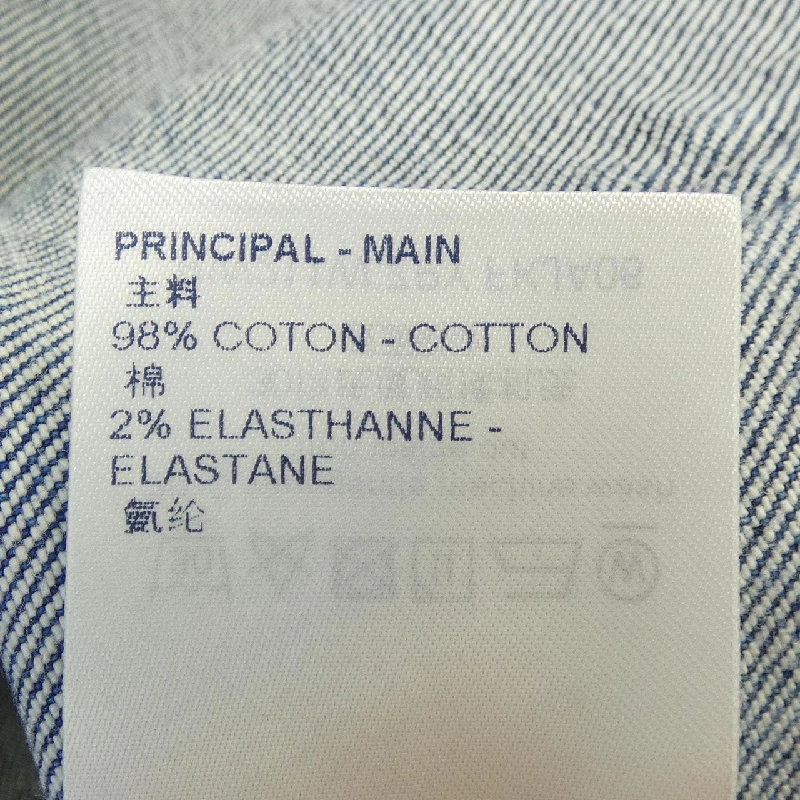 PRINCIPAL - MAIN
主料
98% COTON - COTTON
棉
2% ELASTHANNE -
ELASTANE
氨纶